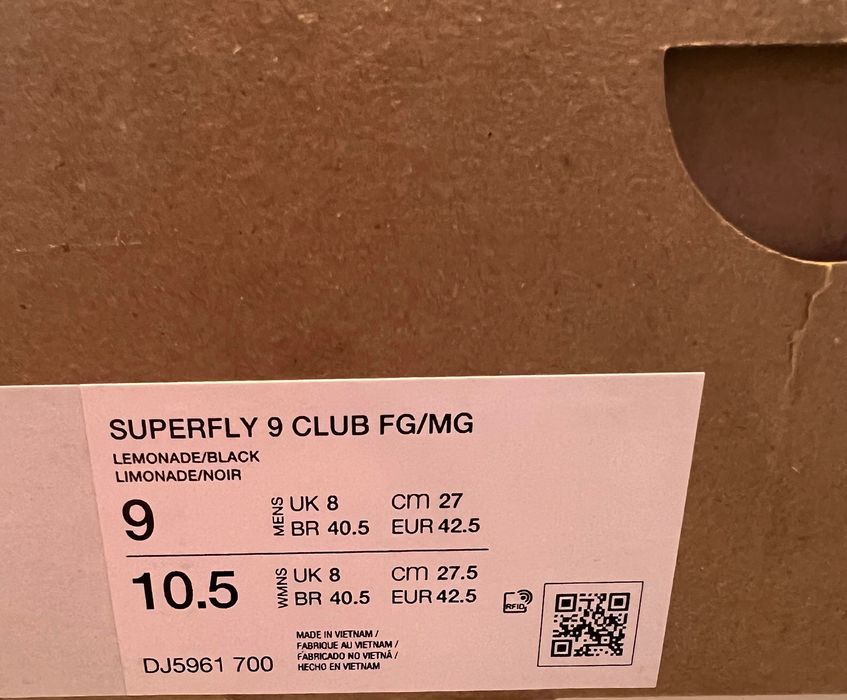 SUPERFLY 9 CLUB FG/MG
LEMONADE/BLACK
LIMONADE/NOIR
9 MENS UK 8 cm 27
BR 40.5 EUR 42.5
10.5 WMNS UK 8 cm 27.5
BR 40.5 EUR 42.5
RFID
MADE IN VIETNAM /
FABRIQUE AU VIETNAM /
FABRICADO NO VIETNÃ /
HECHO EN VIETNAM
DJ5961 700